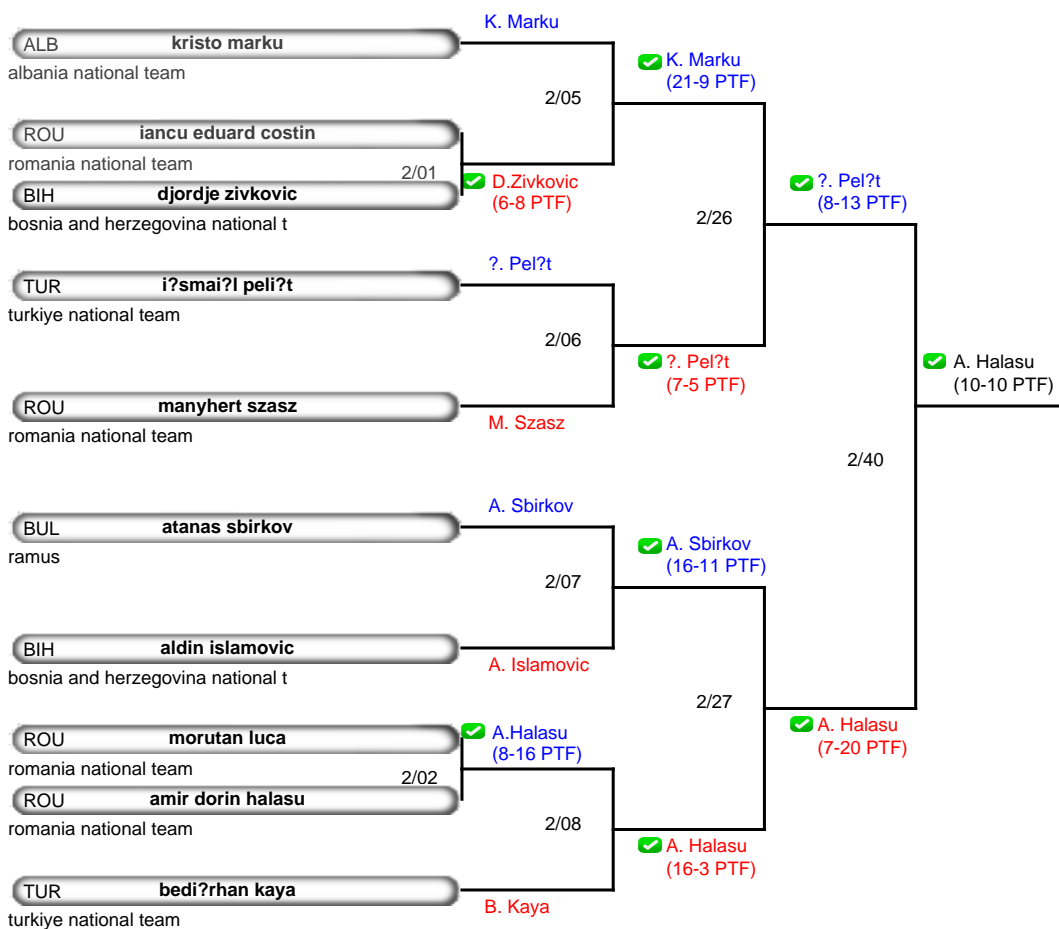 K. Marku
ALB kristo marku
albania national team
K. Marku
(21-9 PTF)
2/05
ROU iancu eduard costin
romania national team
2/01
BIH djordje zivkovic
bosnia and herzegovina national t
D.Zivkovic
(6-8 PTF)
?. Pel?t
(8-13 PTF)
2/26
?. Pel?t
TUR i?smai?l peli?t
turkiye national team
2/06
?. Pel?t
(7-5 PTF)
A. Halasu
(10-10 PTF)
ROU manyhert szasz
romania national team
M. Szasz
2/40
A. Sbirkov
BUL atanas sbirkov
ramus
A. Sbirkov
(16-11 PTF)
2/07
BIH aldin islamovic
bosnia and herzegovina national t
A. Islamovic
2/27
ROU morutan luca
romania national team
A.Halasu
(8-16 PTF)
A. Halasu
(7-20 PTF)
2/02
ROU amir dorin halasu
romania national team
2/08
A. Halasu
(16-3 PTF)
TUR bedi?rhan kaya
turkiye national team
B. Kaya